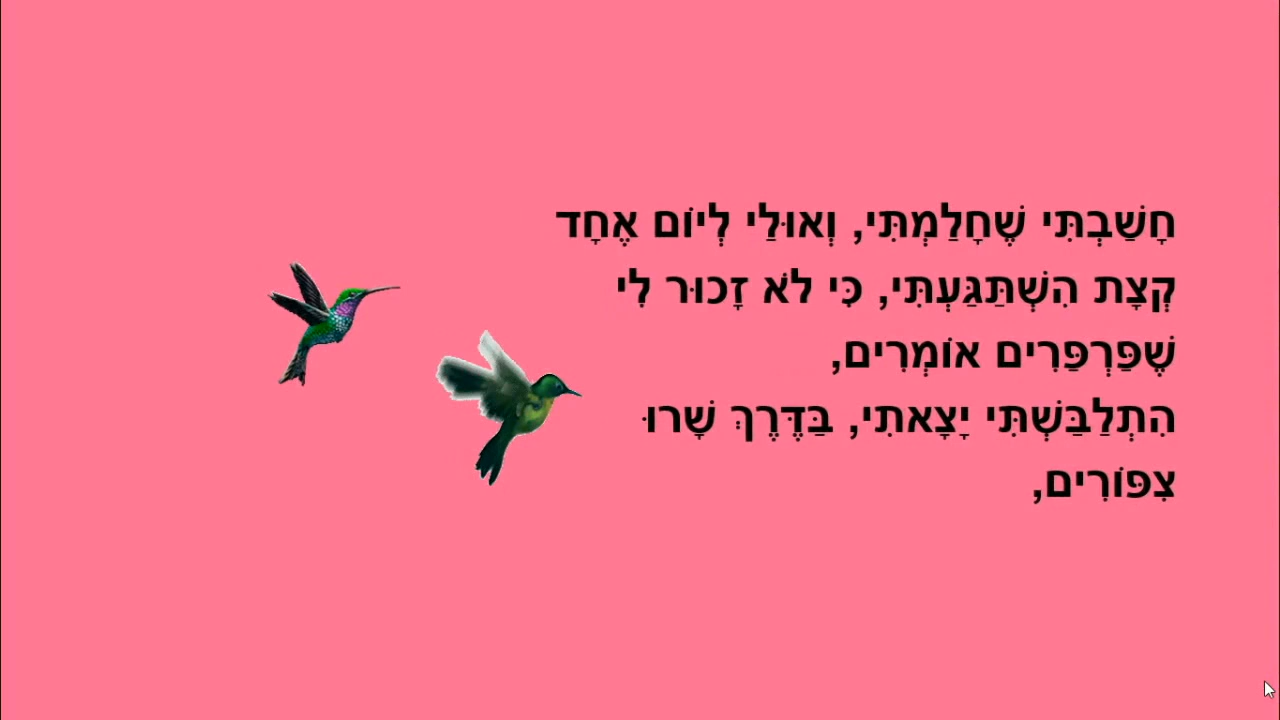 חָשַׁבְתִּי שֶׁחָלַמְתִּי, וְאוּלַי לְיוֹם אֶחָד
קְצָת הִשְׁתַּגַּעְתִּי, כִּי לֹא זָכוּר לִי
שֶׁפַּרְפַּרִים אוֹמְרִים,
הִתְלַבַּשְׁתִּי יָצָאתִי, בַּדֶּרֶךְ שָׁרוּ
צִפּוֹרִים,